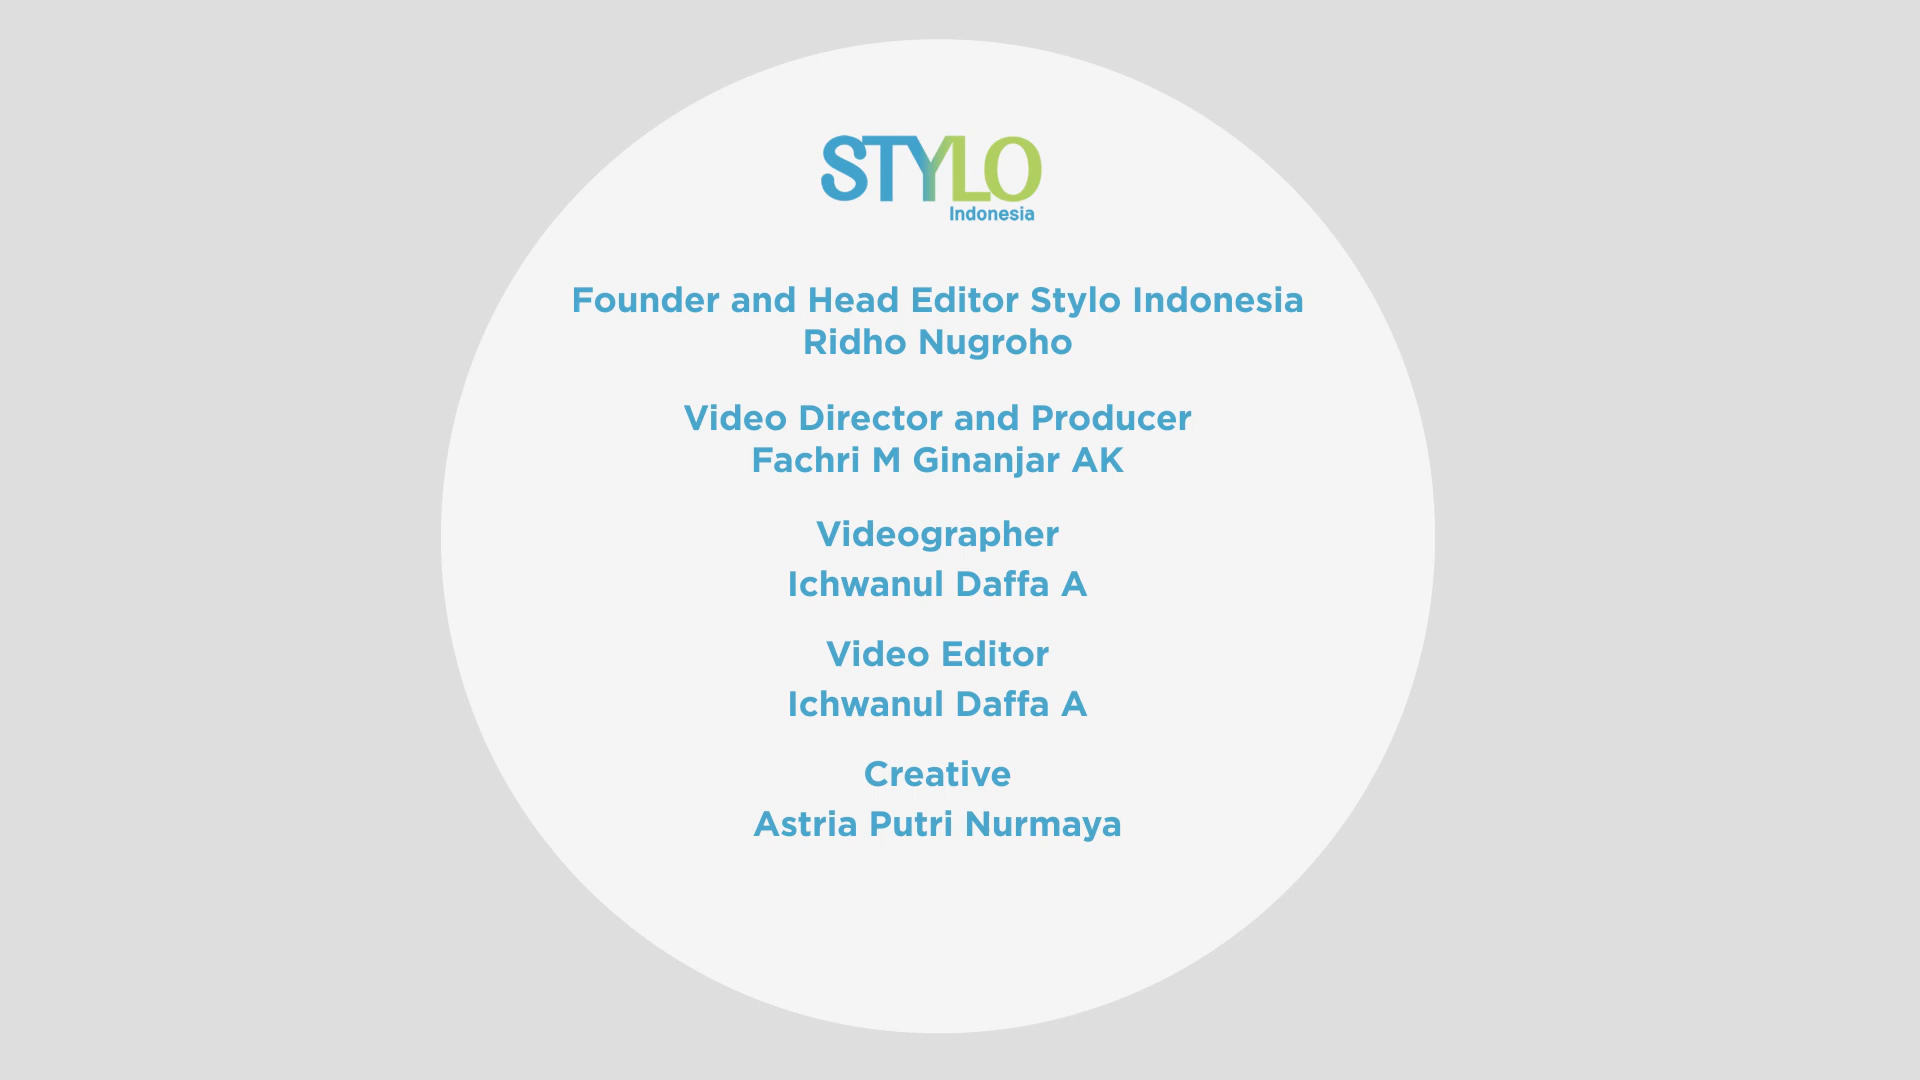 STYLO
Indonesia
Founder and Head Editor Stylo Indonesia
Ridho Nugroho
Video Director and Producer
Fachri M Ginanjar AK
Videographer
Ichwanul Daffa A
Video Editor
Ichwanul Daffa A
Creative
Astria Putri Nurmaya